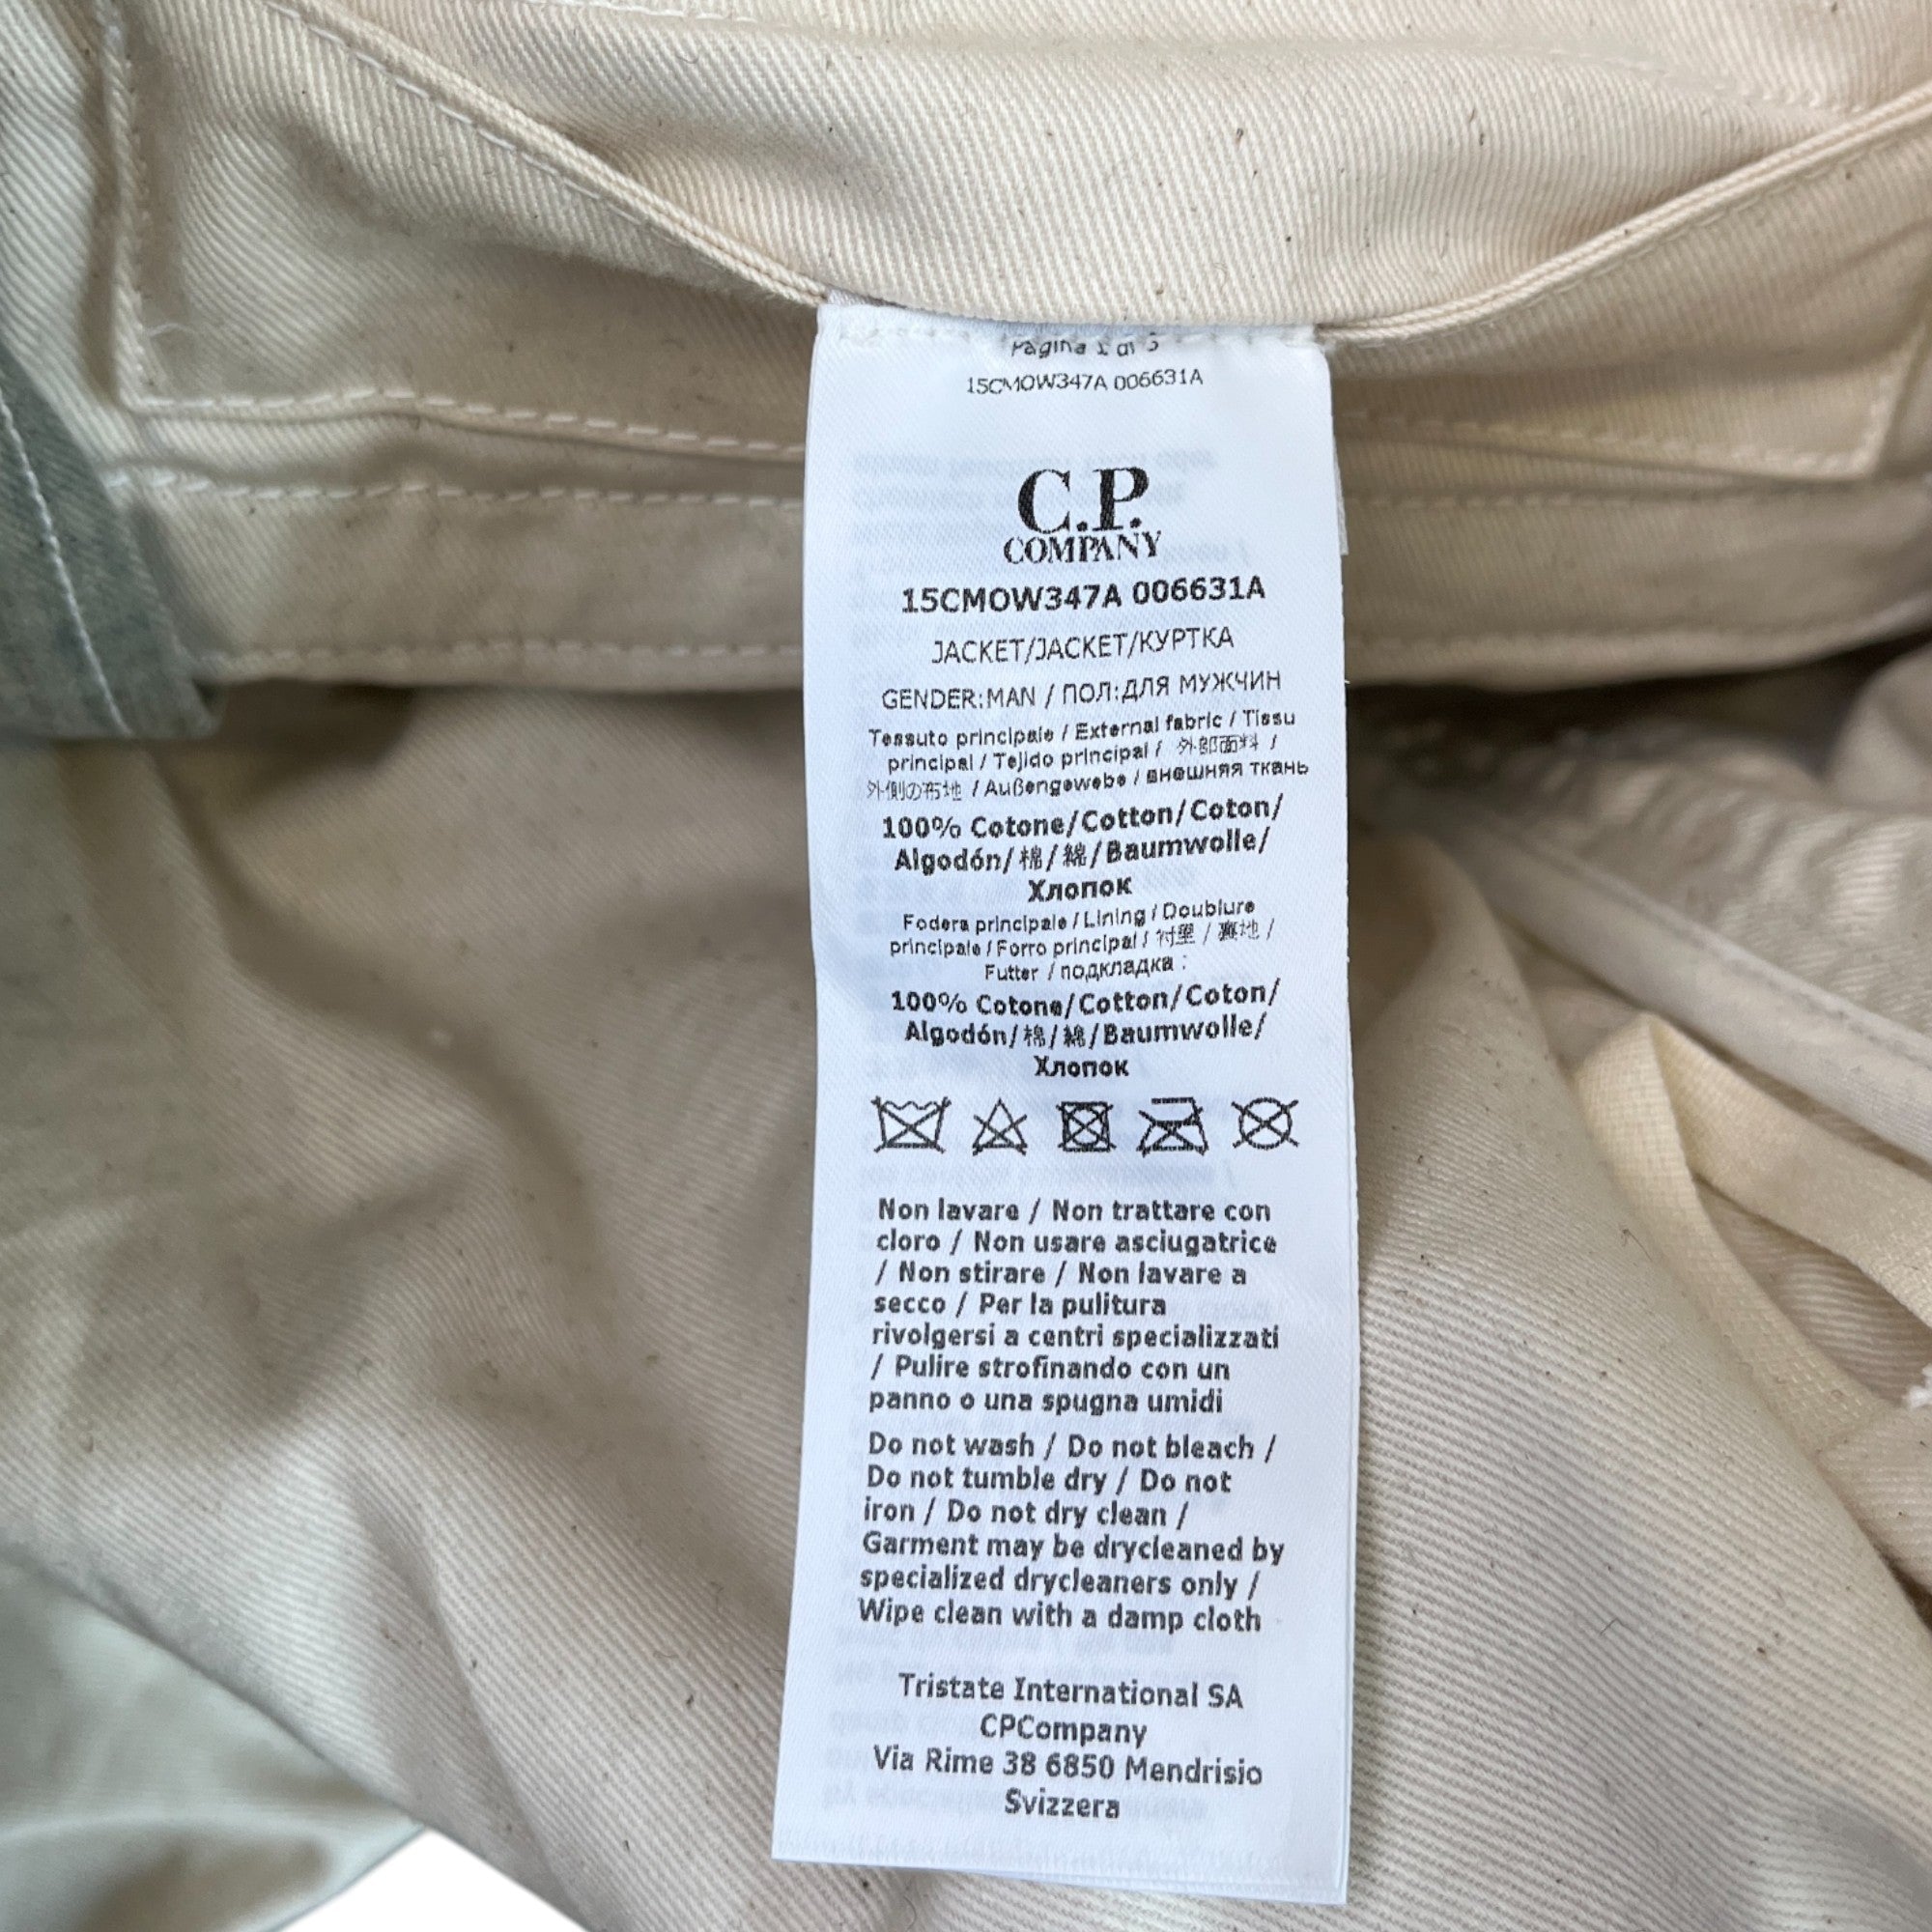 Pagina 1 di 5
15CMOW347A 006631A
C.P.
COMPANY
15CMOW347A 006631A
JACKET/JACKET/КУРТКА
GENDER:MAN / ПОЛ:ДЛЯ МУЖЧИН
Tessuto principale / External fabric / Tissu
principal / Tejido principal / 外部面料 /
外側の布地 / Außengewebe / внешняя ткань
100% Cotone/Cotton/Coton/
Algodón/棉/綿/Baumwolle/
Хлопок
Fodera principale / Lining / Doublure
principale / Forro principal / 衬里 / 裏地 /
Futter / подкладка :
100% Cotone/Cotton/Coton/
Algodón/棉/綿/Baumwolle/
Хлопок
Non lavare / Non trattare con
cloro / Non usare asciugatrice
/ Non stirare / Non lavare a
secco / Per la pulitura
rivolgersi a centri specializzati
/ Pulire strofinando con un
panno o una spugna umidi
Do not wash / Do not bleach /
Do not tumble dry / Do not
iron / Do not dry clean /
Garment may be drycleaned by
specialized drycleaners only /
Wipe clean with a damp cloth
Tristate International SA
CPCompany
Via Rime 38 6850 Mendrisio
Svizzera